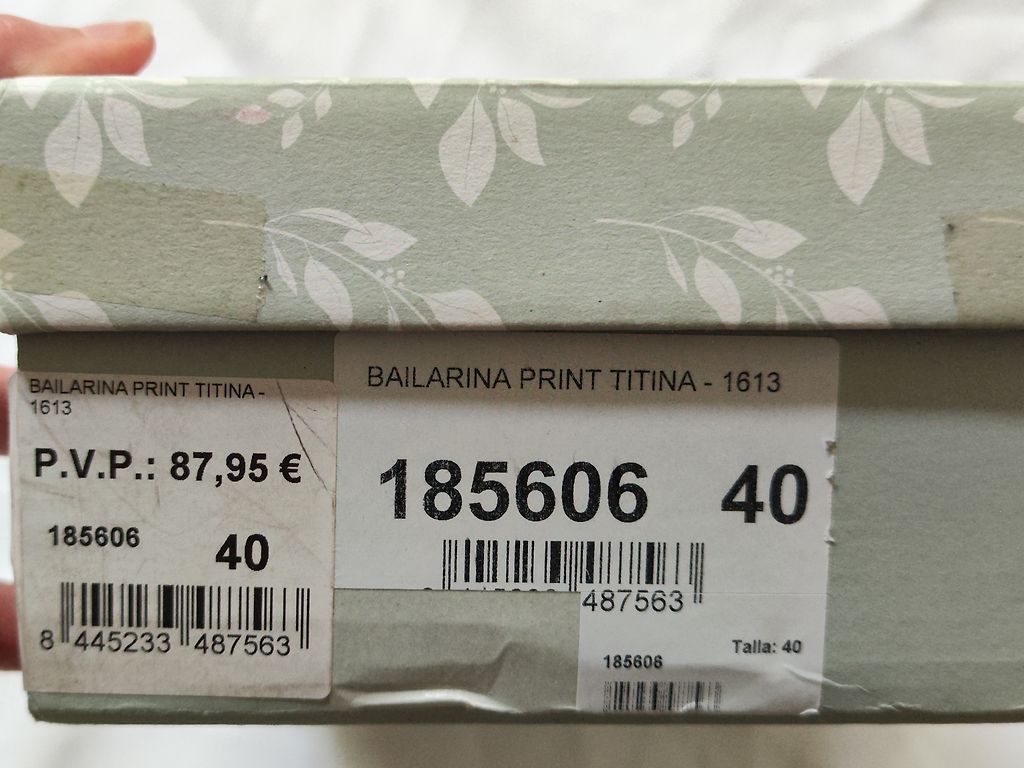 BAILARINA PRINT TITINA -
1613
P.V.P.: 87,95 €
185606 40
8 445233 487563
BAILARINA PRINT TITINA - 1613
185606 40
487563
Talla: 40
185606